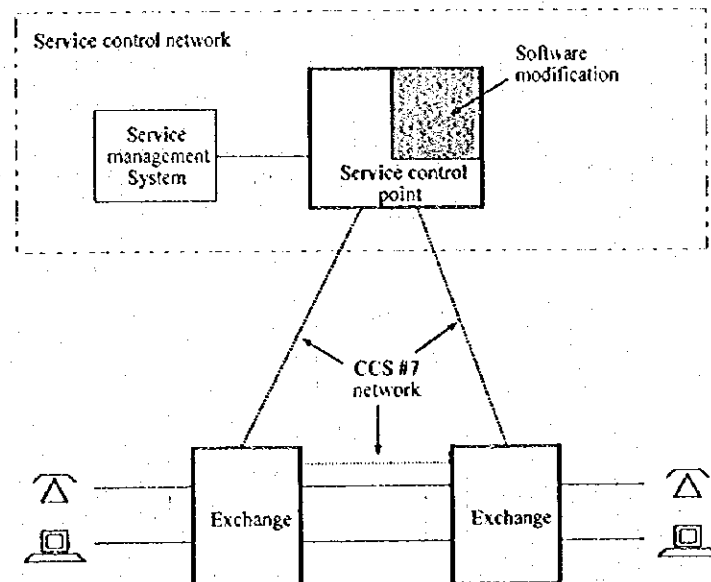 Service control network
Software
modification
Service
management
System
Service control
point
CCS #7
network
Exchange
Exchange